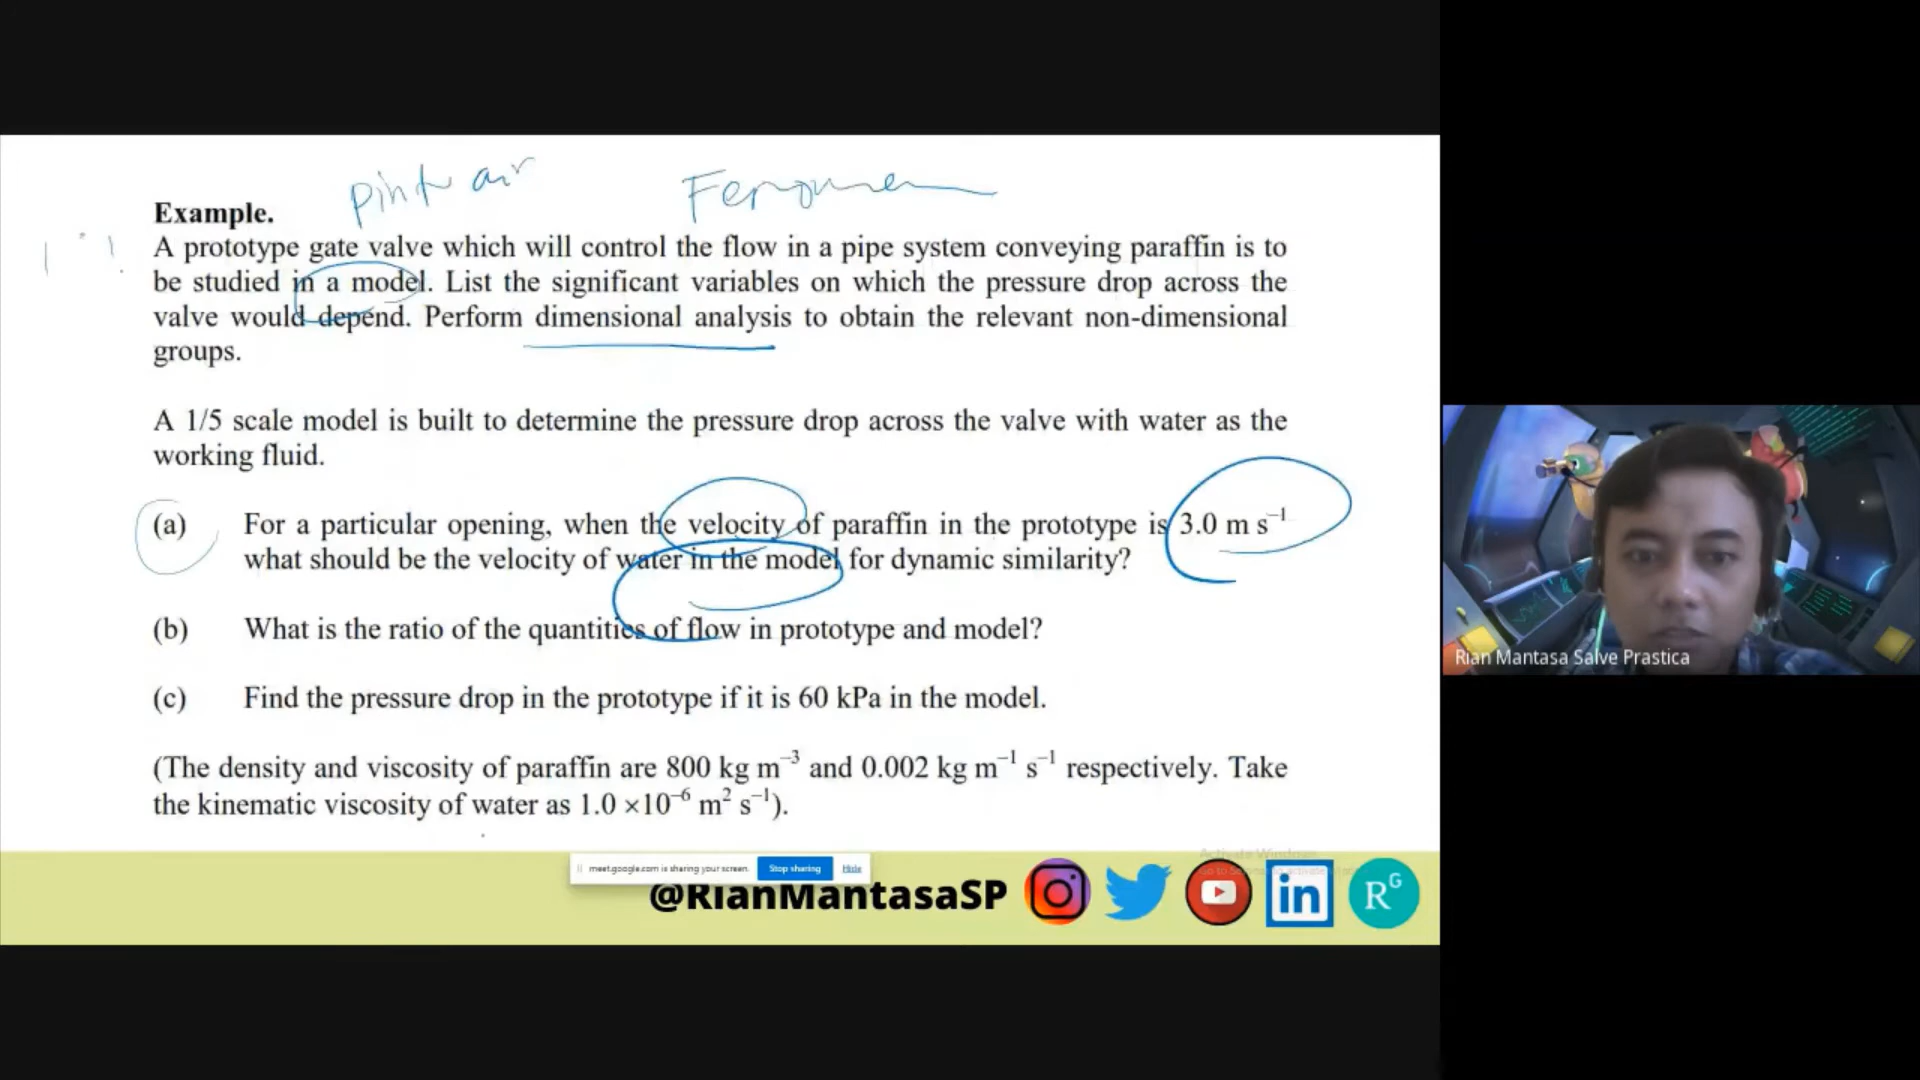 pintu air
Fenomen
Example.
A prototype gate valve which will control the flow in a pipe system conveying paraffin is to
be studied in a model. List the significant variables on which the pressure drop across the
valve would depend. Perform dimensional analysis to obtain the relevant non-dimensional
groups.
A 1/5 scale model is built to determine the pressure drop across the valve with water as the
working fluid.
(a) For a particular opening, when the velocity of paraffin in the prototype is 3.0 m s⁻¹
what should be the velocity of water in the model for dynamic similarity?
(b) What is the ratio of the quantities of flow in prototype and model?
(c) Find the pressure drop in the prototype if it is 60 kPa in the model.
(The density and viscosity of paraffin are 800 kg m⁻³ and 0.002 kg m⁻¹ s⁻¹ respectively. Take
the kinematic viscosity of water as 1.0 ×10⁻⁶ m² s⁻¹).
Rian Mantasa Salve Prastica
Activate Windows
meet.google.com is sharing your screen. Stop sharing Hide
@RianMantasaSP in RG